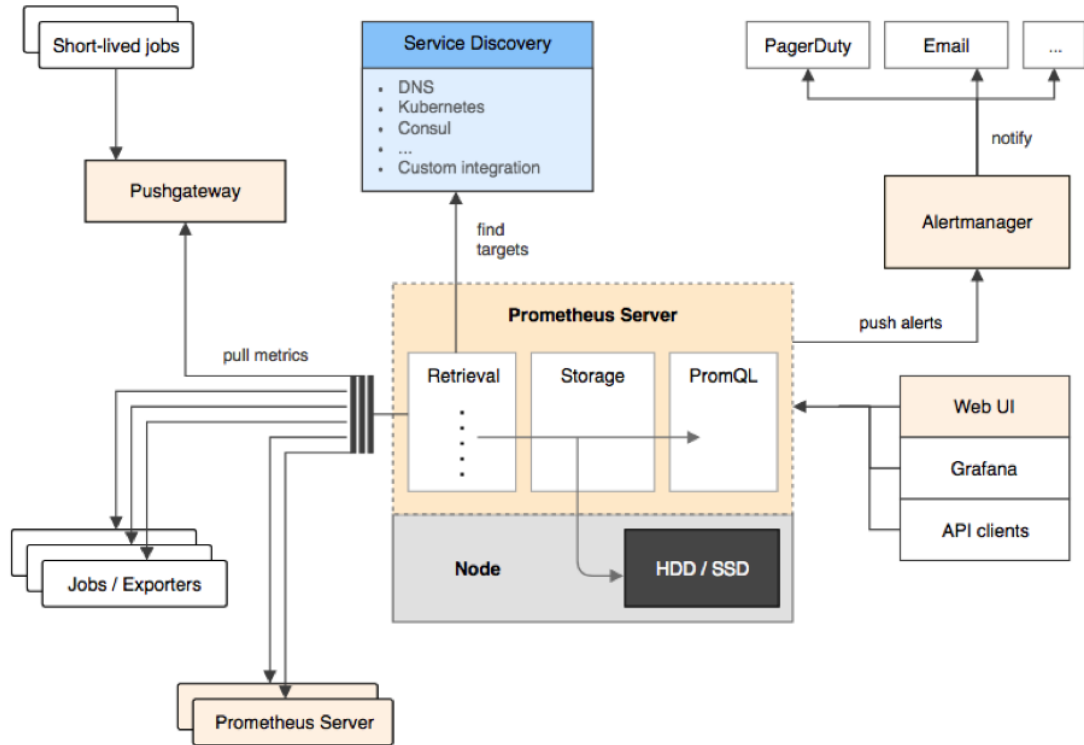 Short-lived jobs
Service Discovery
• DNS
• Kubernetes
• Consul
• ...
• Custom integration
PagerDuty
Email
...
notify
Pushgateway
Alertmanager
find
targets
Prometheus Server
push alerts
pull metrics
Retrieval
Storage
PromQL
Web UI
Grafana
API clients
Node
HDD / SSD
Jobs / Exporters
Prometheus Server